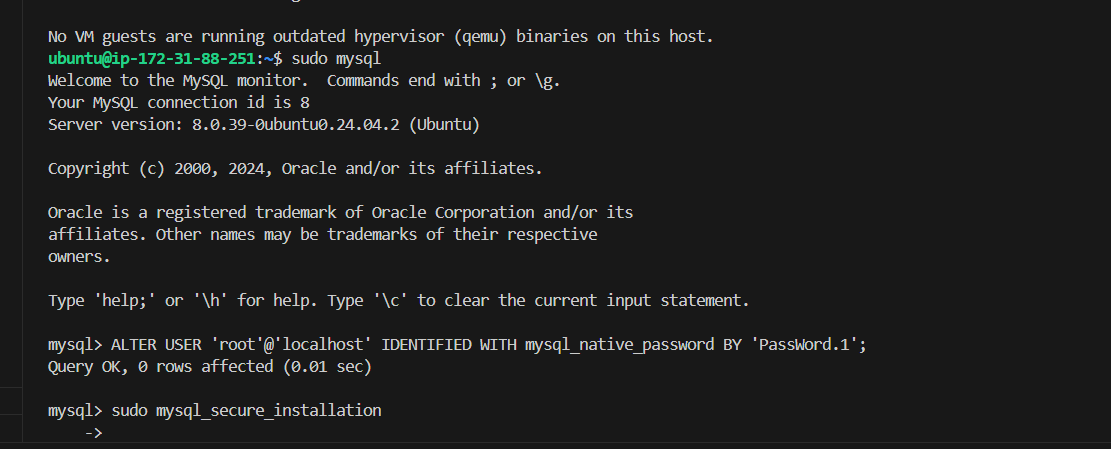 No VM guests are running outdated hypervisor (qemu) binaries on this host.
ubuntu@ip-172-31-88-251:~$ sudo mysql
Welcome to the MySQL monitor.  Commands end with ; or \g.
Your MySQL connection id is 8
Server version: 8.0.39-0ubuntu0.24.04.2 (Ubuntu)

Copyright (c) 2000, 2024, Oracle and/or its affiliates.

Oracle is a registered trademark of Oracle Corporation and/or its
affiliates. Other names may be trademarks of their respective
owners.

Type 'help;' or '\h' for help. Type '\c' to clear the current input statement.

mysql> ALTER USER 'root'@'localhost' IDENTIFIED WITH mysql_native_password BY 'PassWord.1';
Query OK, 0 rows affected (0.01 sec)

mysql> sudo mysql_secure_installation
    ->